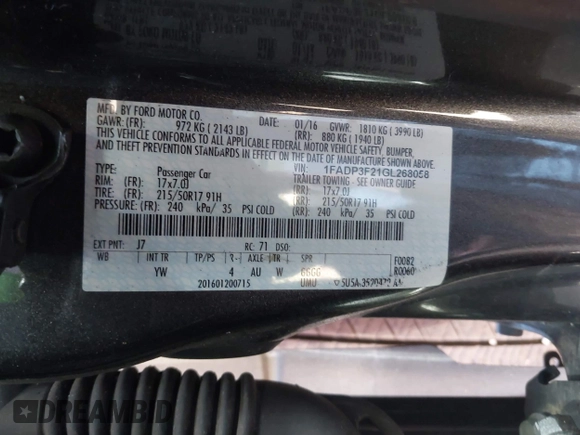 MFD. BY FORD MOTOR CO.
DATE: 01/16 GVWR: 1810 KG ( 3990 LB)
GAWR:(FR): 972 KG ( 2143 LB) (RR): 880 KG ( 1940 LB)
THIS VEHICLE CONFORMS TO ALL APPLICABLE FEDERAL MOTOR VEHICLE SAFETY, BUMPER,
AND THEFT PREVENTION STANDARDS IN EFFECT ON THE DATE OF MANUFACTURE SHOWN ABOVE.
VIN: 1FADP3F21GL268058
TYPE: Passenger Car TRAILER TOWING - SEE OWNER GUIDE
RIM: (FR): 17x7.0J (RR): 17x7.0J
TIRE: (FR): 215/50R17 91H (RR): 215/50R17 91H
PRESSURE: (FR): 240 kPa/ 35 PSI COLD (RR): 240 kPa/ 35 PSI COLD
EXT PNT: J7 RC: 71 DSO:
WB INT TR TP/PS R- AXLE TR SPR F0082
YW 4 AU W GGGG R0060
201601200715 UMU
DREAMBID